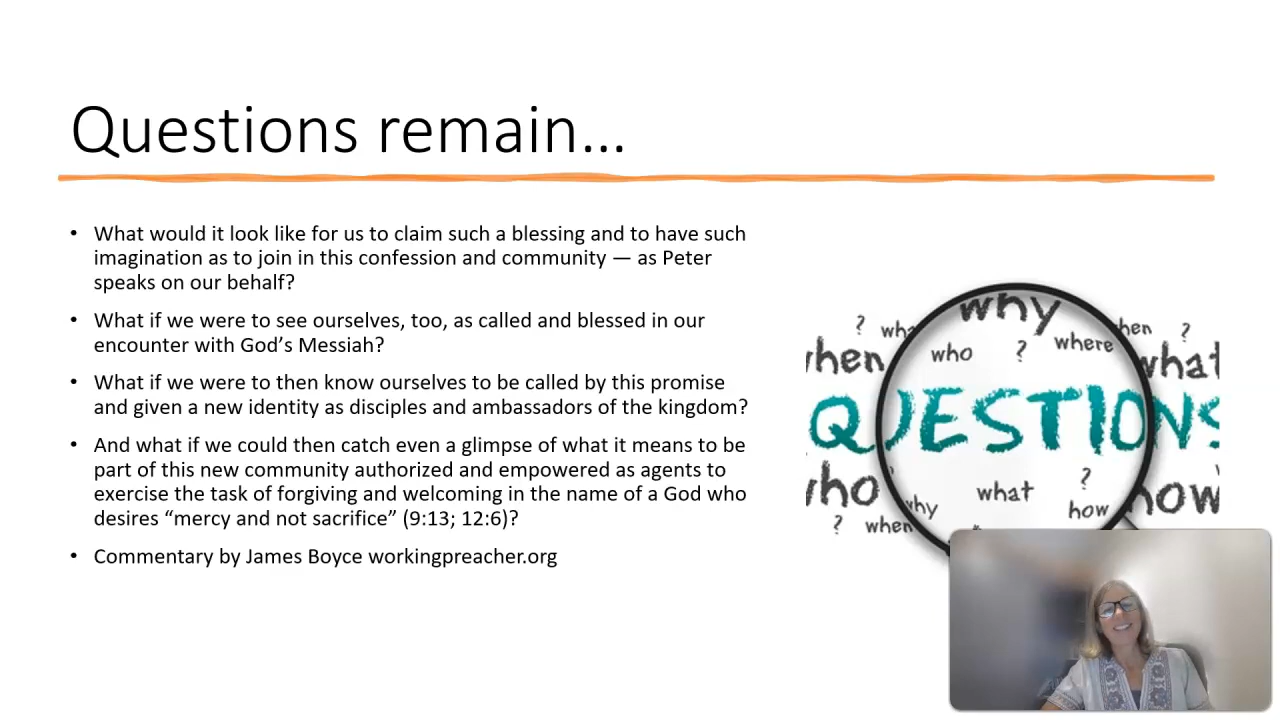 Questions remain...
• What would it look like for us to claim such a blessing and to have such
imagination as to join in this confession and community — as Peter
speaks on our behalf?
• What if we were to see ourselves, too, as called and blessed in our
encounter with God’s Messiah?
• What if we were to then know ourselves to be called by this promise
and given a new identity as disciples and ambassadors of the kingdom?
• And what if we could then catch even a glimpse of what it means to be
part of this new community authorized and empowered as agents to
exercise the task of forgiving and welcoming in the name of a God who
desires “mercy and not sacrifice” (9:13; 12:6)?
• Commentary by James Boyce workingpreacher.org
why
? wha
hen ?
when who ? where what
QUESTIONS
who why what ? how how
? when